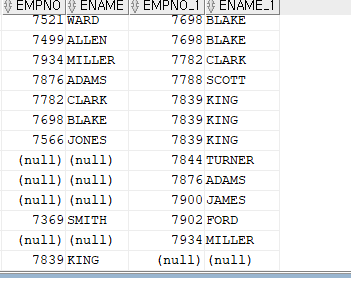 EMPNO ENAME EMPNO_1 ENAME_1
7521 WARD 7698 BLAKE
7499 ALLEN 7698 BLAKE
7934 MILLER 7782 CLARK
7876 ADAMS 7788 SCOTT
7782 CLARK 7839 KING
7698 BLAKE 7839 KING
7566 JONES 7839 KING
(null) (null) 7844 TURNER
(null) (null) 7876 ADAMS
(null) (null) 7900 JAMES
7369 SMITH 7902 FORD
(null) (null) 7934 MILLER
7839 KING (null) (null)